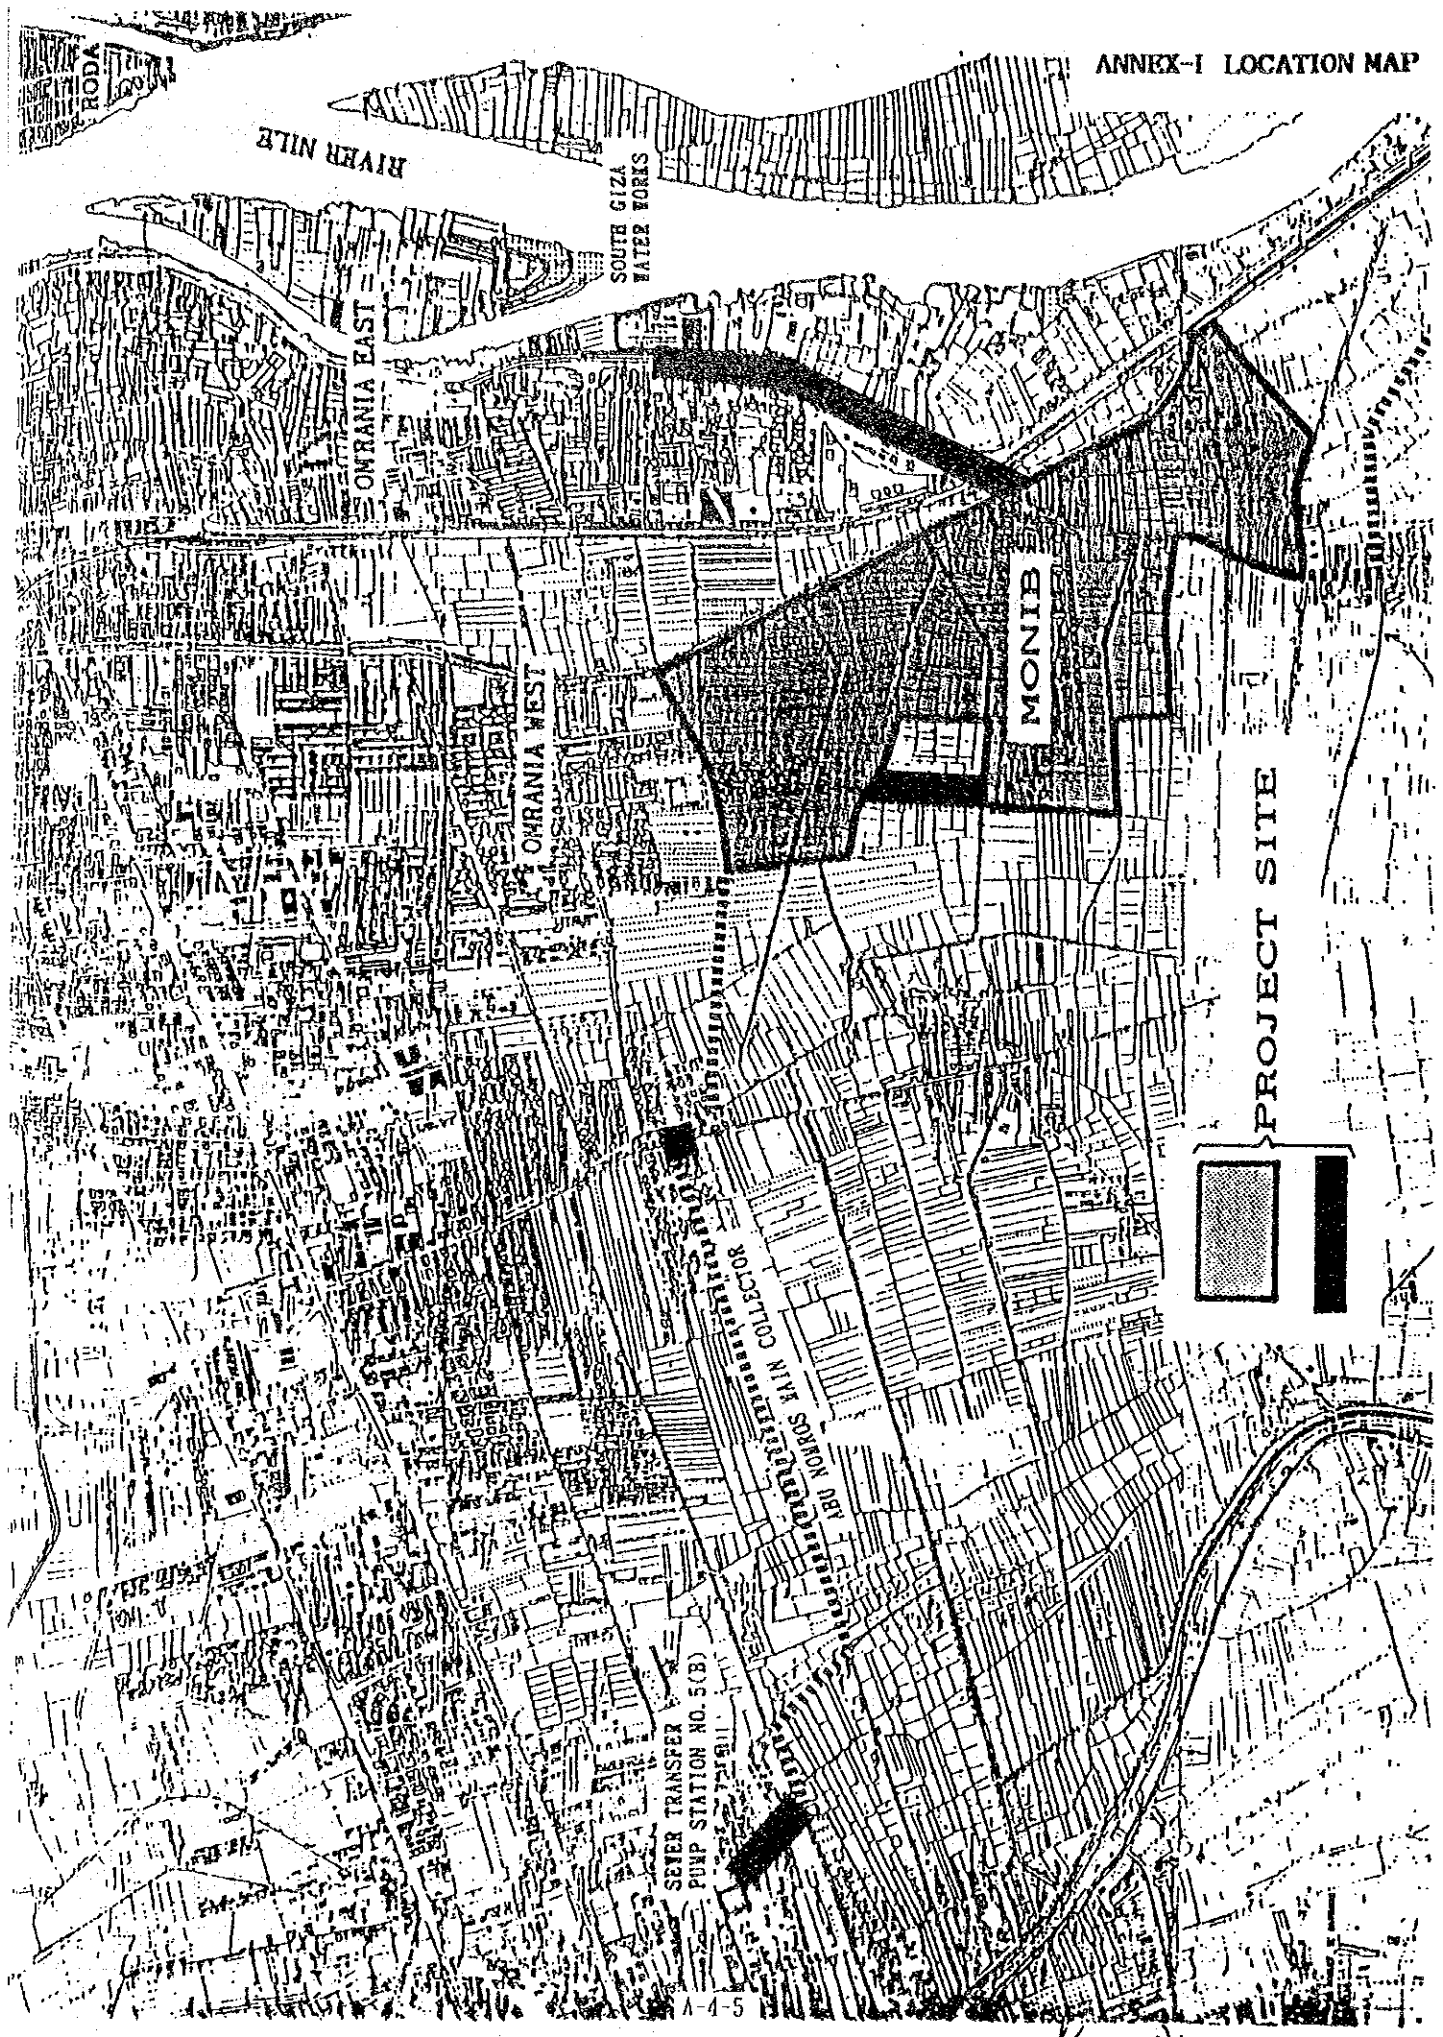 ANNEX-I LOCATION MAP
RODA
RIVER NILE
SOUTH GIZA
WATER WORKS
OMRANIA EAST
OMRANIA WEST
MONIB
PROJECT SITE
ABU NOMROS MAIN COLLECTOR
SEWER TRANSFER
PUMP STATION NO.5(B)
A-4-5